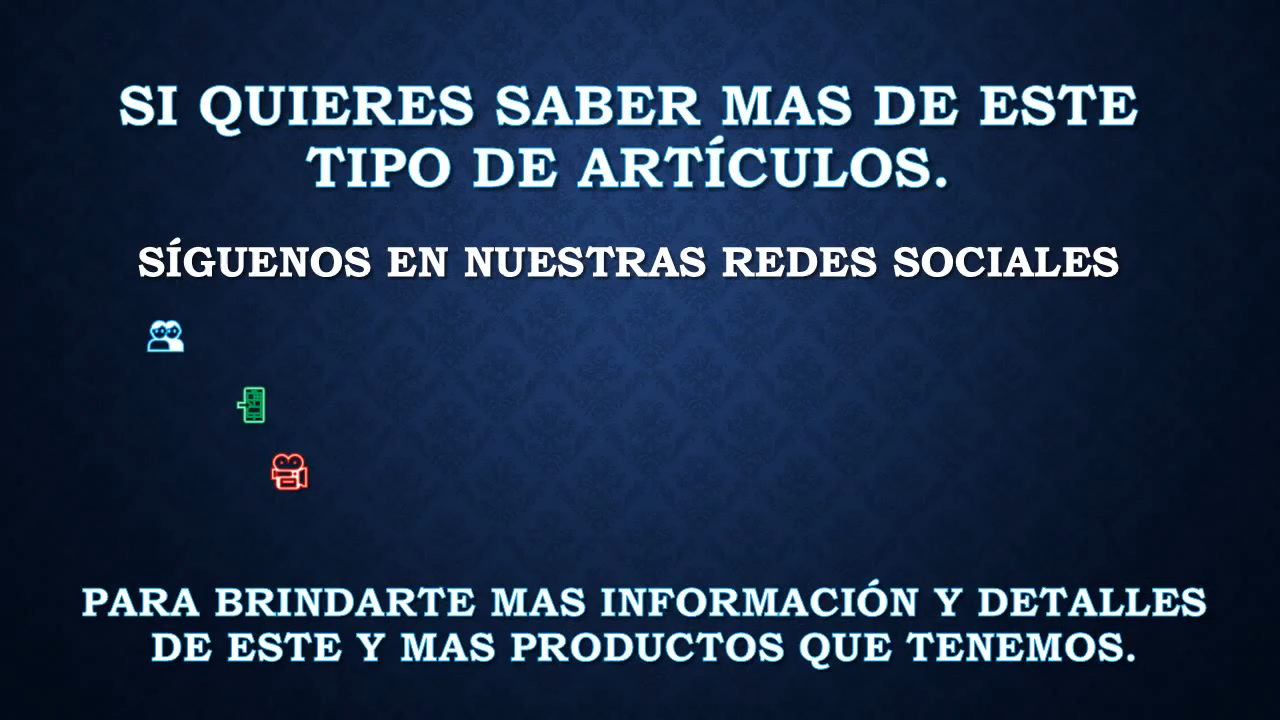 SI QUIERES SABER MAS DE ESTE
TIPO DE ARTÍCULOS.
SÍGUENOS EN NUESTRAS REDES SOCIALES
PARA BRINDARTE MAS INFORMACIÓN Y DETALLES
DE ESTE Y MAS PRODUCTOS QUE TENEMOS.